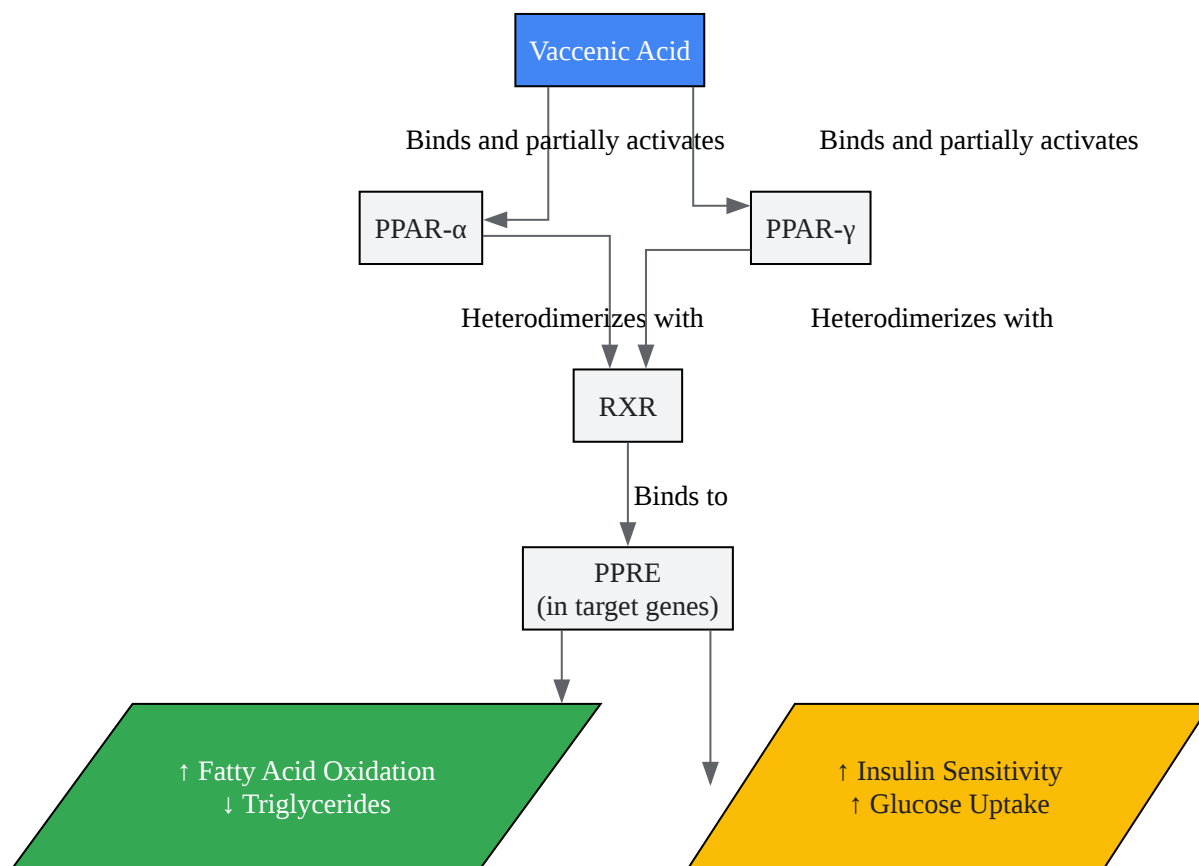 Vaccenic Acid
Binds and partially activates
Binds and partially activates
PPAR-α
PPAR-γ
Heterodimerizes with
Heterodimerizes with
RXR
Binds to
PPRE
(in target genes)
↑ Fatty Acid Oxidation
↓ Triglycerides
↑ Insulin Sensitivity
↑ Glucose Uptake